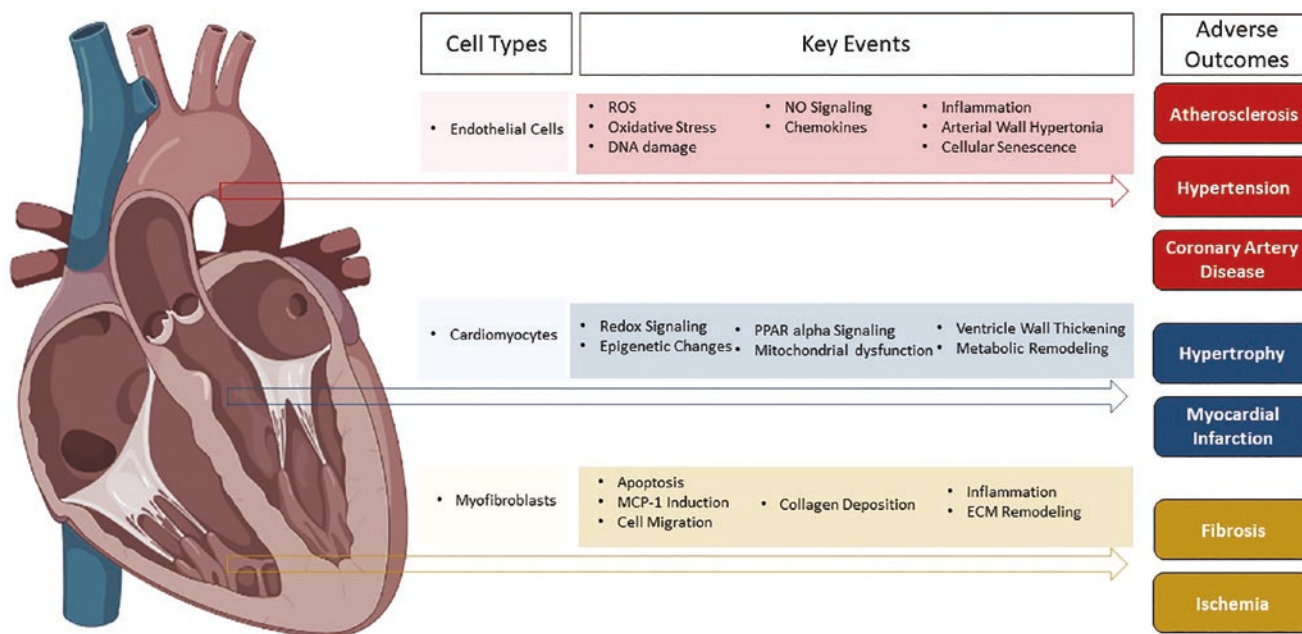 Cell Types
Key Events
Adverse
Outcomes
• Endothelial Cells
• ROS
• Oxidative Stress
• DNA damage
• NO Signaling
• Chemokines
• Inflammation
• Arterial Wall Hypertonia
• Cellular Senescence
Atherosclerosis
Hypertension
Coronary Artery
Disease
• Cardiomyocytes
• Redox Signaling
• Epigenetic Changes
• PPAR alpha Signaling
• Mitochondrial dysfunction
• Ventricle Wall Thickening
• Metabolic Remodeling
Hypertrophy
Myocardial
Infarction
• Myofibroblasts
• Apoptosis
• MCP-1 Induction
• Cell Migration
• Collagen Deposition
• Inflammation
• ECM Remodeling
Fibrosis
Ischemia